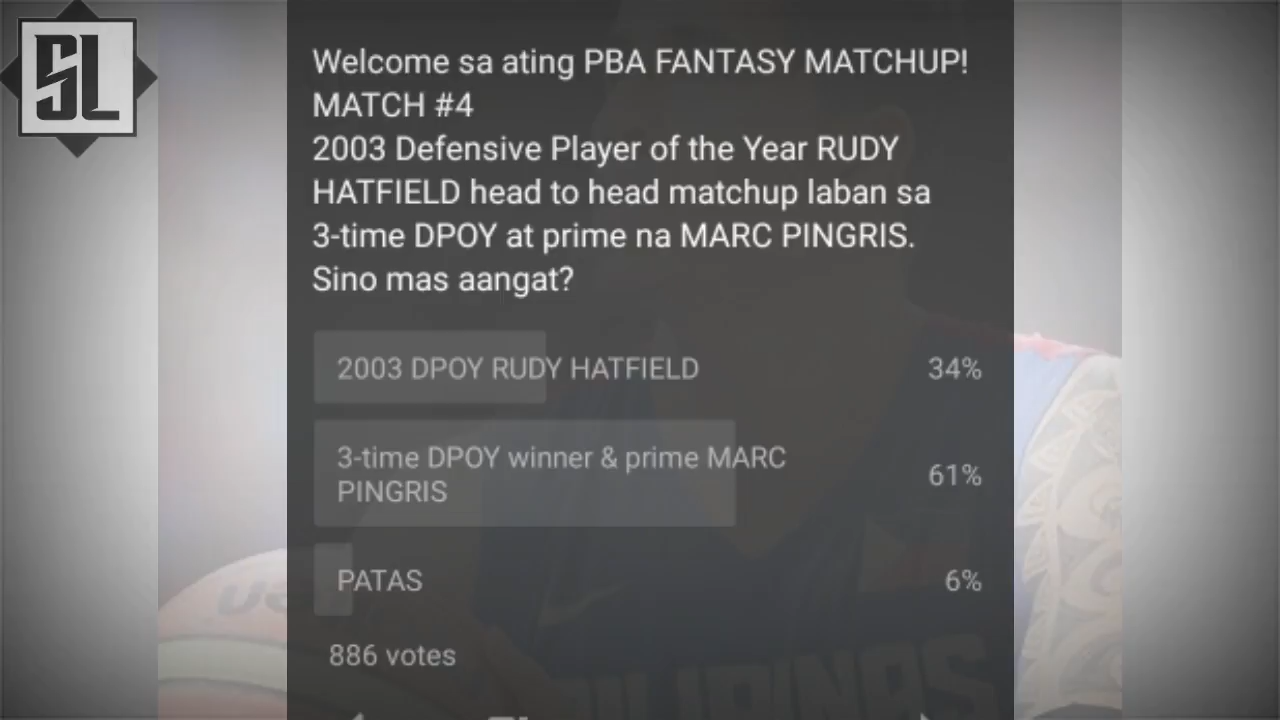 SL
Welcome sa ating PBA FANTASY MATCHUP!
MATCH #4
2003 Defensive Player of the Year RUDY
HATFIELD head to head matchup laban sa
3-time DPOY at prime na MARC PINGRIS.
Sino mas aangat?
2003 DPOY RUDY HATFIELD 34%
3-time DPOY winner & prime MARC
PINGRIS 61%
PATAS 6%
886 votes